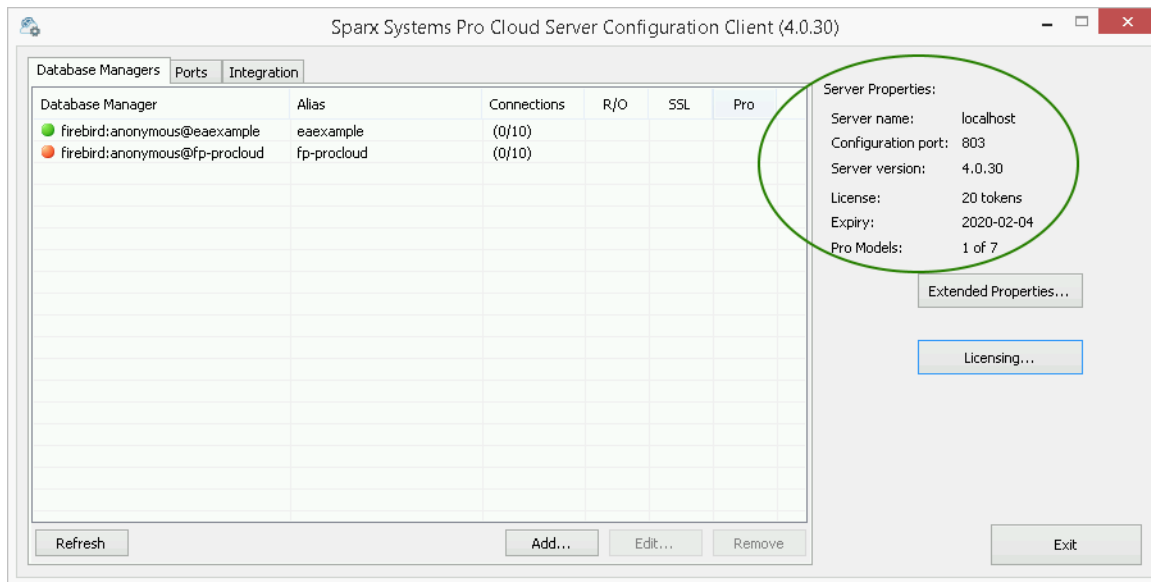 Sparx Systems Pro Cloud Server Configuration Client (4.0.30)
Database Managers Ports Integration
Database Manager Alias Connections R/O SSL Pro
firebird:anonymous@eaexample eaexample (0/10)
firebird:anonymous@fp-procloud fp-procloud (0/10)
Refresh Add... Edit... Remove
Server Properties:
Server name: localhost
Configuration port: 803
Server version: 4.0.30
License: 20 tokens
Expiry: 2020-02-04
Pro Models: 1 of 7
Extended Properties...
Licensing...
Exit